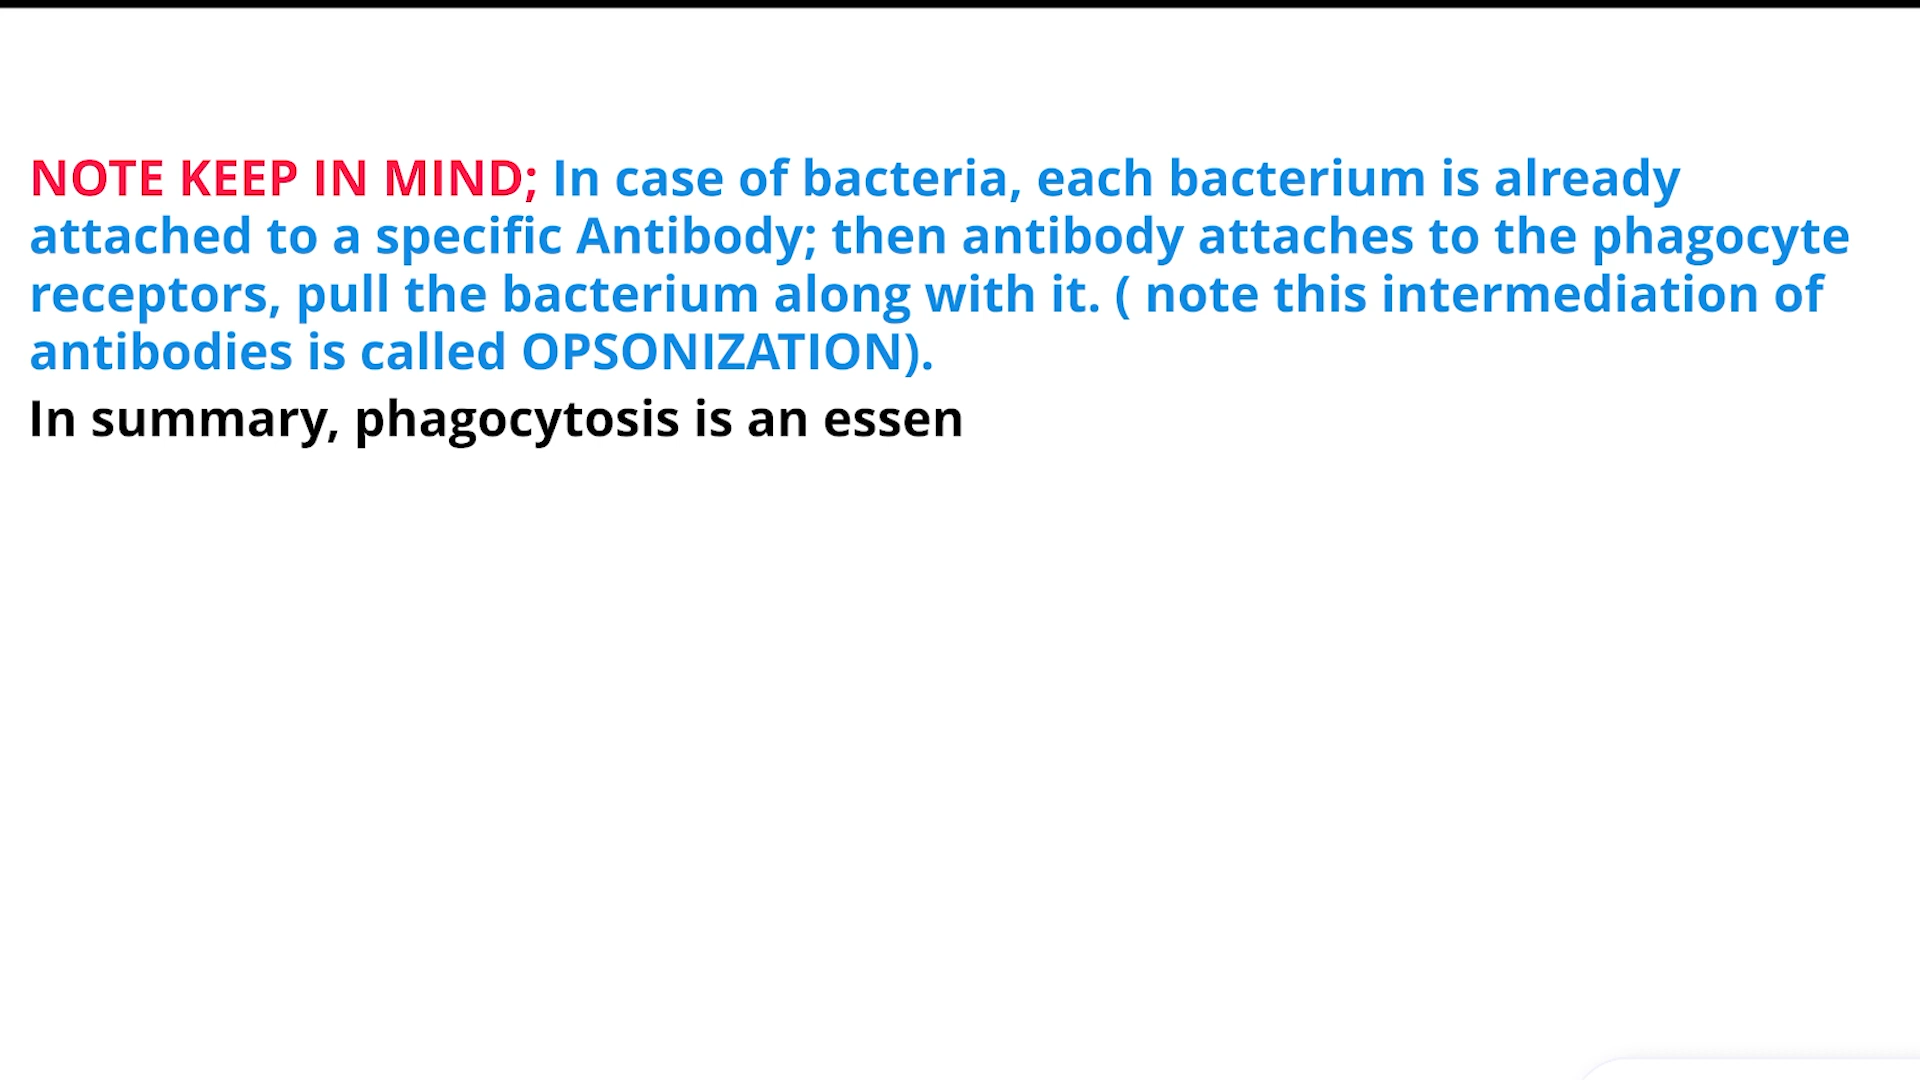 NOTE KEEP IN MIND; In case of bacteria, each bacterium is already
attached to a specific Antibody; then antibody attaches to the phagocyte
receptors, pull the bacterium along with it. ( note this intermediation of
antibodies is called OPSONIZATION).
In summary, phagocytosis is an essen